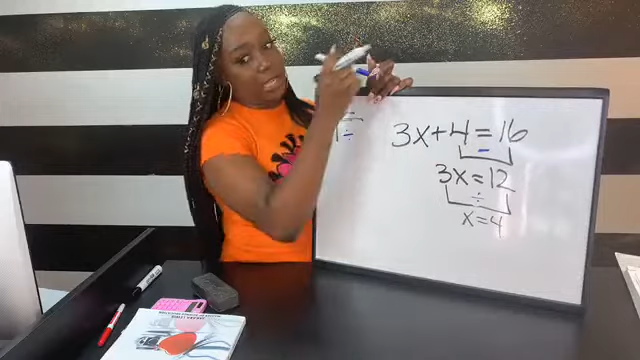 3x+4=16
-
3x=12
÷
x=4
÷